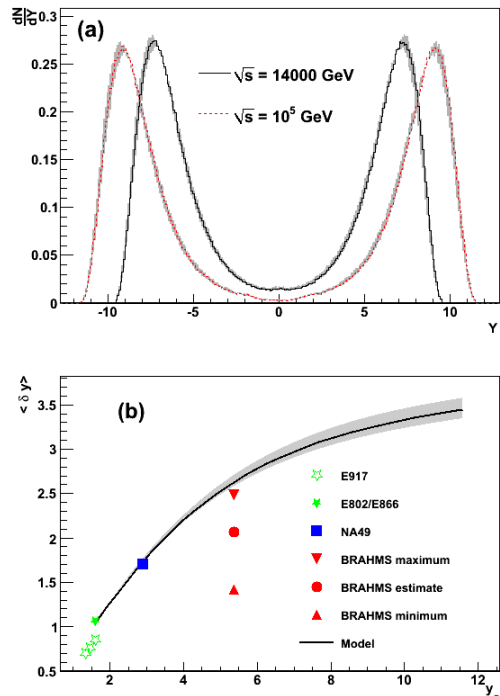 dN
dY
0.3
(a)
0.25
√s = 14000 GeV
0.2
√s = 10⁵ GeV
0.15
0.1
0.05
0
-10 -5 0 5 10
Y
< δ y>
3.5
(b)
3
2.5
2
1.5
1
0.5
E917
E802/E866
NA49
BRAHMS maximum
BRAHMS estimate
BRAHMS minimum
Model
2 4 6 8 10 12